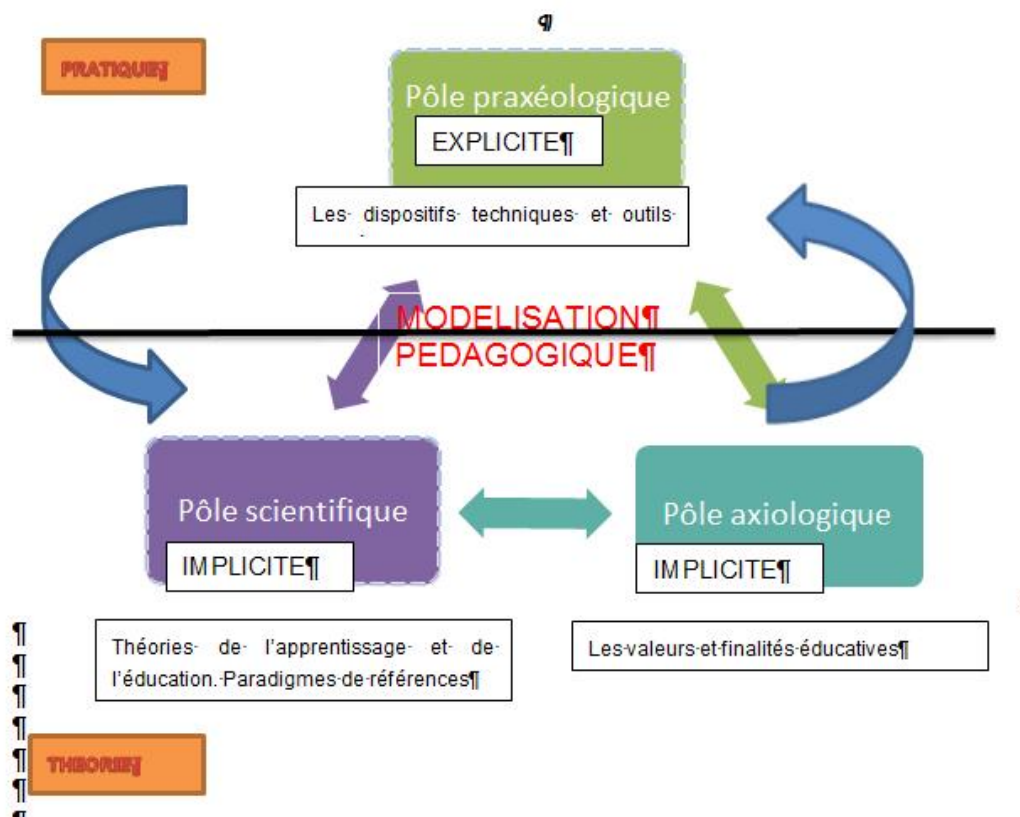 ¶
PRATIQUE¶
Pôle praxéologique
EXPLICITE¶
Les· dispositifs· techniques· et· outils·
MODELISATION¶
PEDAGOGIQUE¶
Pôle scientifique
IMPLICITE¶
Pôle axiologique
IMPLICITE¶
Théories· de· l'apprentissage· et· de·
l'éducation.·Paradigmes·de·références¶
Les·valeurs·et·finalités·éducatives¶
¶
¶
¶
¶
¶
¶
¶
THEORIE¶